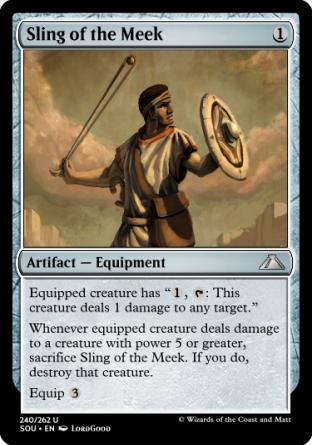 Sling of the Meek 1
Artifact — Equipment
Equipped creature has “1, T: This
creature deals 1 damage to any target.”
Whenever equipped creature deals damage
to a creature with power 5 or greater,
sacrifice Sling of the Meek. If you do,
destroy that creature.
Equip 3
240/262 U
SOU • EN LordGood
© Wizards of the Coast and Matt